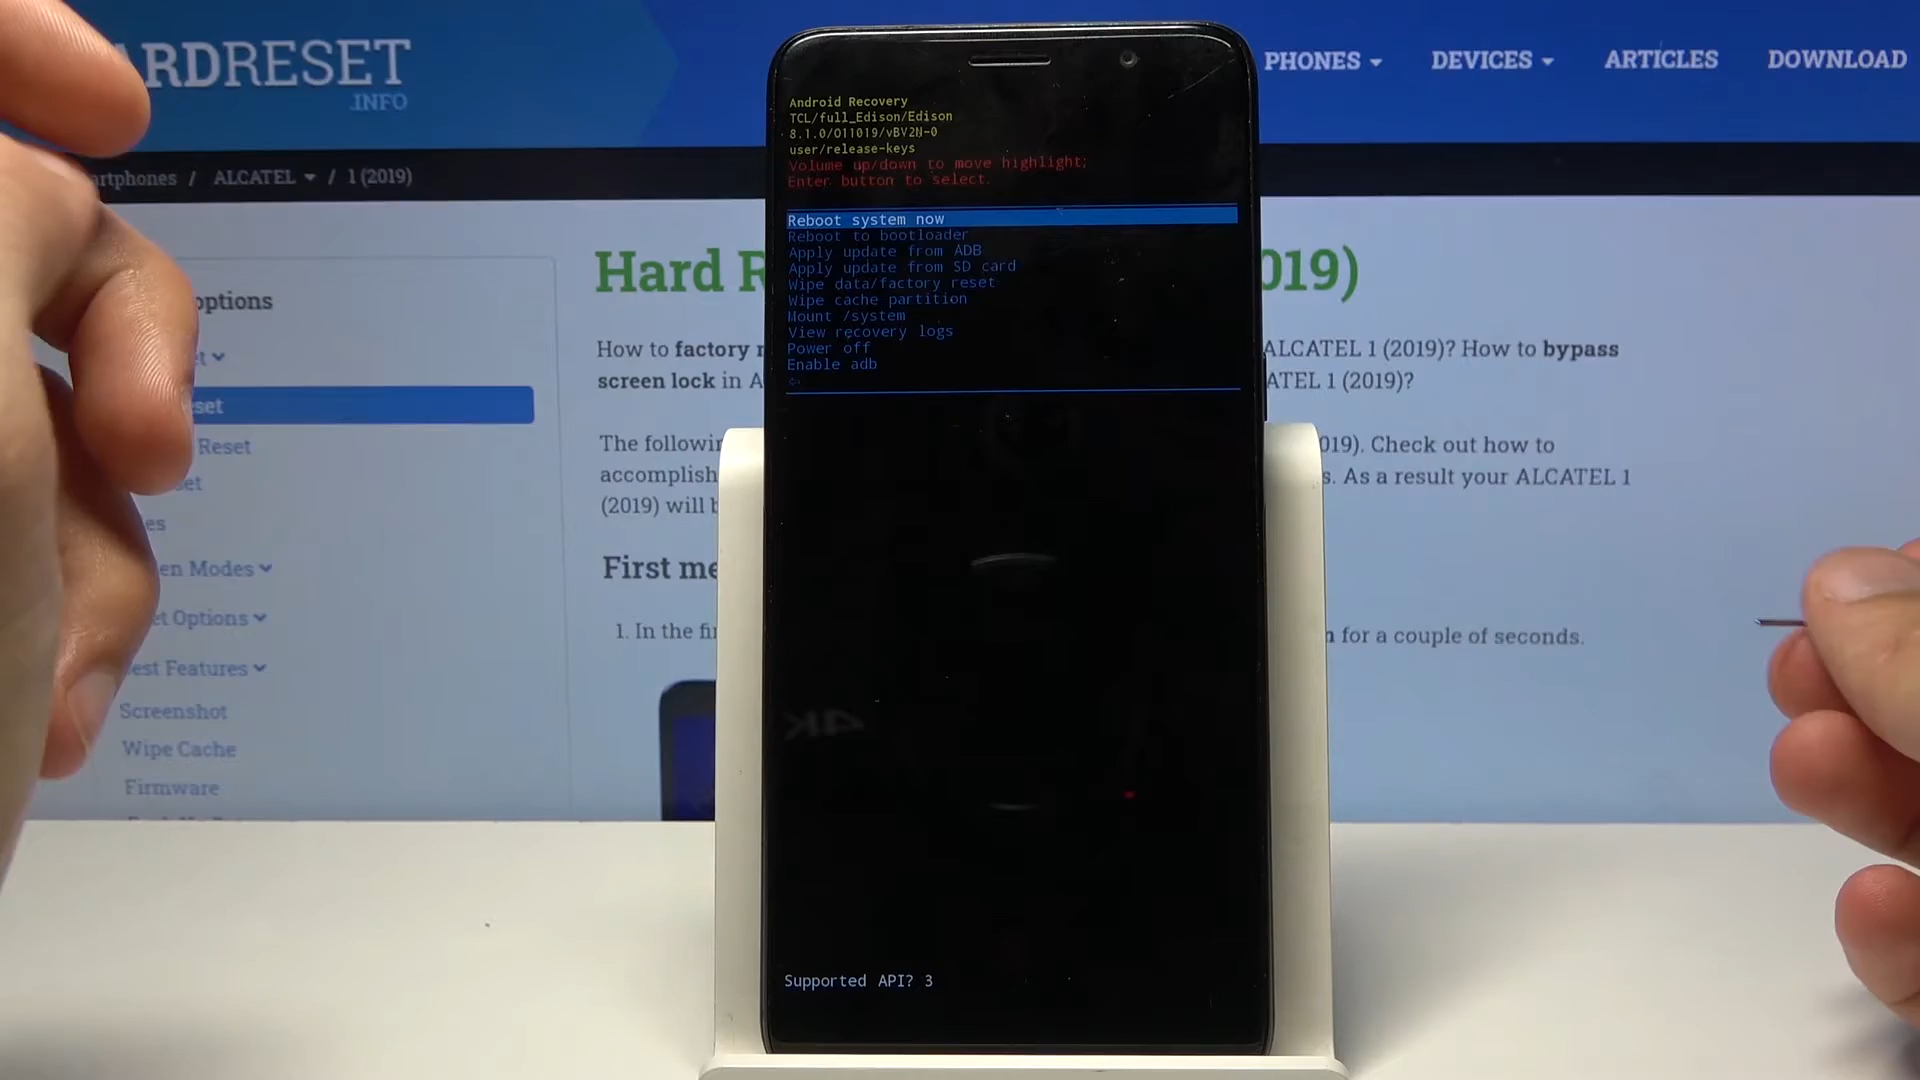 ARDRESET
.INFO
PHONES
DEVICES
ARTICLES
DOWNLOAD
artphones / ALCATEL / 1 (2019)
options
Reset
Screenshot
Wipe Cache
Firmware
Hard R
019)
How to factory r
ALCATEL 1 (2019)? How to bypass
screen lock in A
ATEL 1 (2019)?
The followin
019). Check out how to
accomplish
s. As a result your ALCATEL 1
(2019) will b
First me
1. In the fir
n for a couple of seconds.
en Modes
et Options
est Features
Android Recovery
TCL/full_Edison/Edison
8.1.0/O11019/vBV2N-0
user/release-keys
Volume up/down to move highlight;
Enter button to select.
Reboot system now
Reboot to bootloader
Apply update from ADB
Apply update from SD card
Wipe data/factory reset
Wipe cache partition
Mount /system
View recovery logs
Power off
Enable adb
4K
Supported API? 3